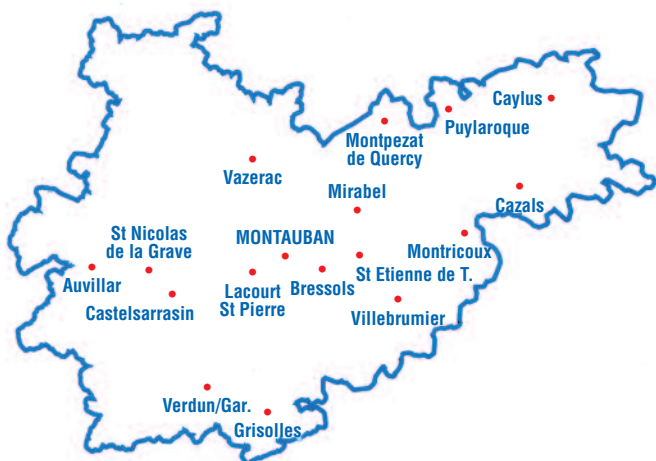 Caylus
Puylaroque
Montpezat
de Quercy
Vazerac
Mirabel
Cazals
St Nicolas
de la Grave
MONTAUBAN
Montricoux
Auvillar
Lacourt
St Pierre
Bressols
St Etienne de T.
Castelsarrasin
Villebrumier
Verdun/Gar.
Grisolles